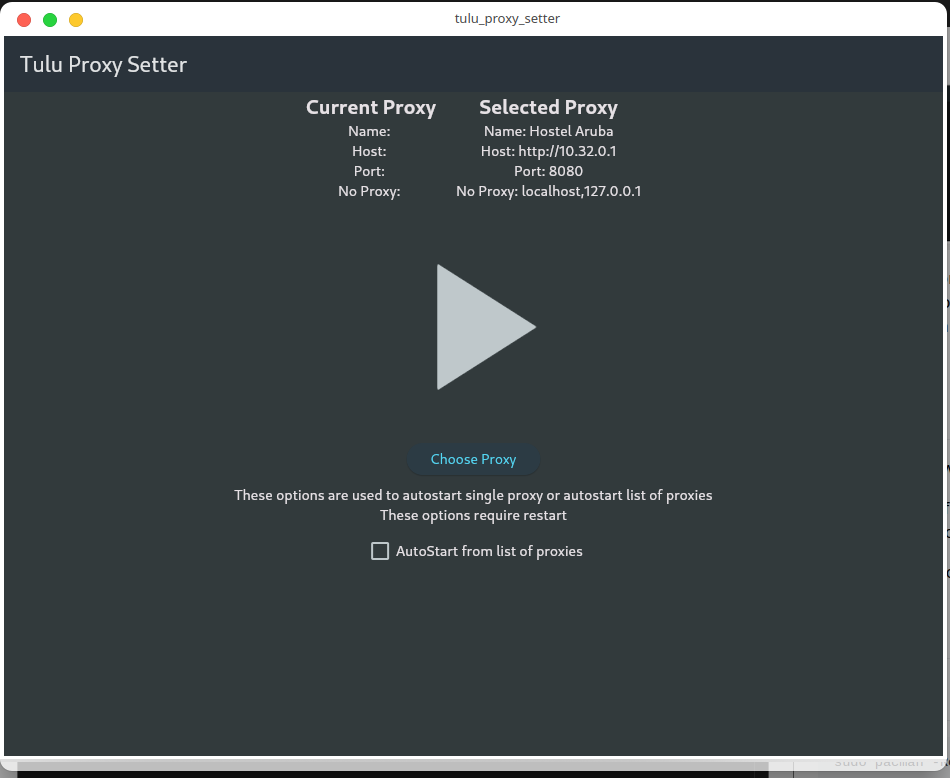 tulu_proxy_setter
Tulu Proxy Setter
Current Proxy
Name:
Host:
Port:
No Proxy:
Selected Proxy
Name: Hostel Aruba
Host: http://10.32.0.1
Port: 8080
No Proxy: localhost,127.0.0.1
Choose Proxy
These options are used to autostart single proxy or autostart list of proxies
These options require restart
AutoStart from list of proxies
sudo pacman